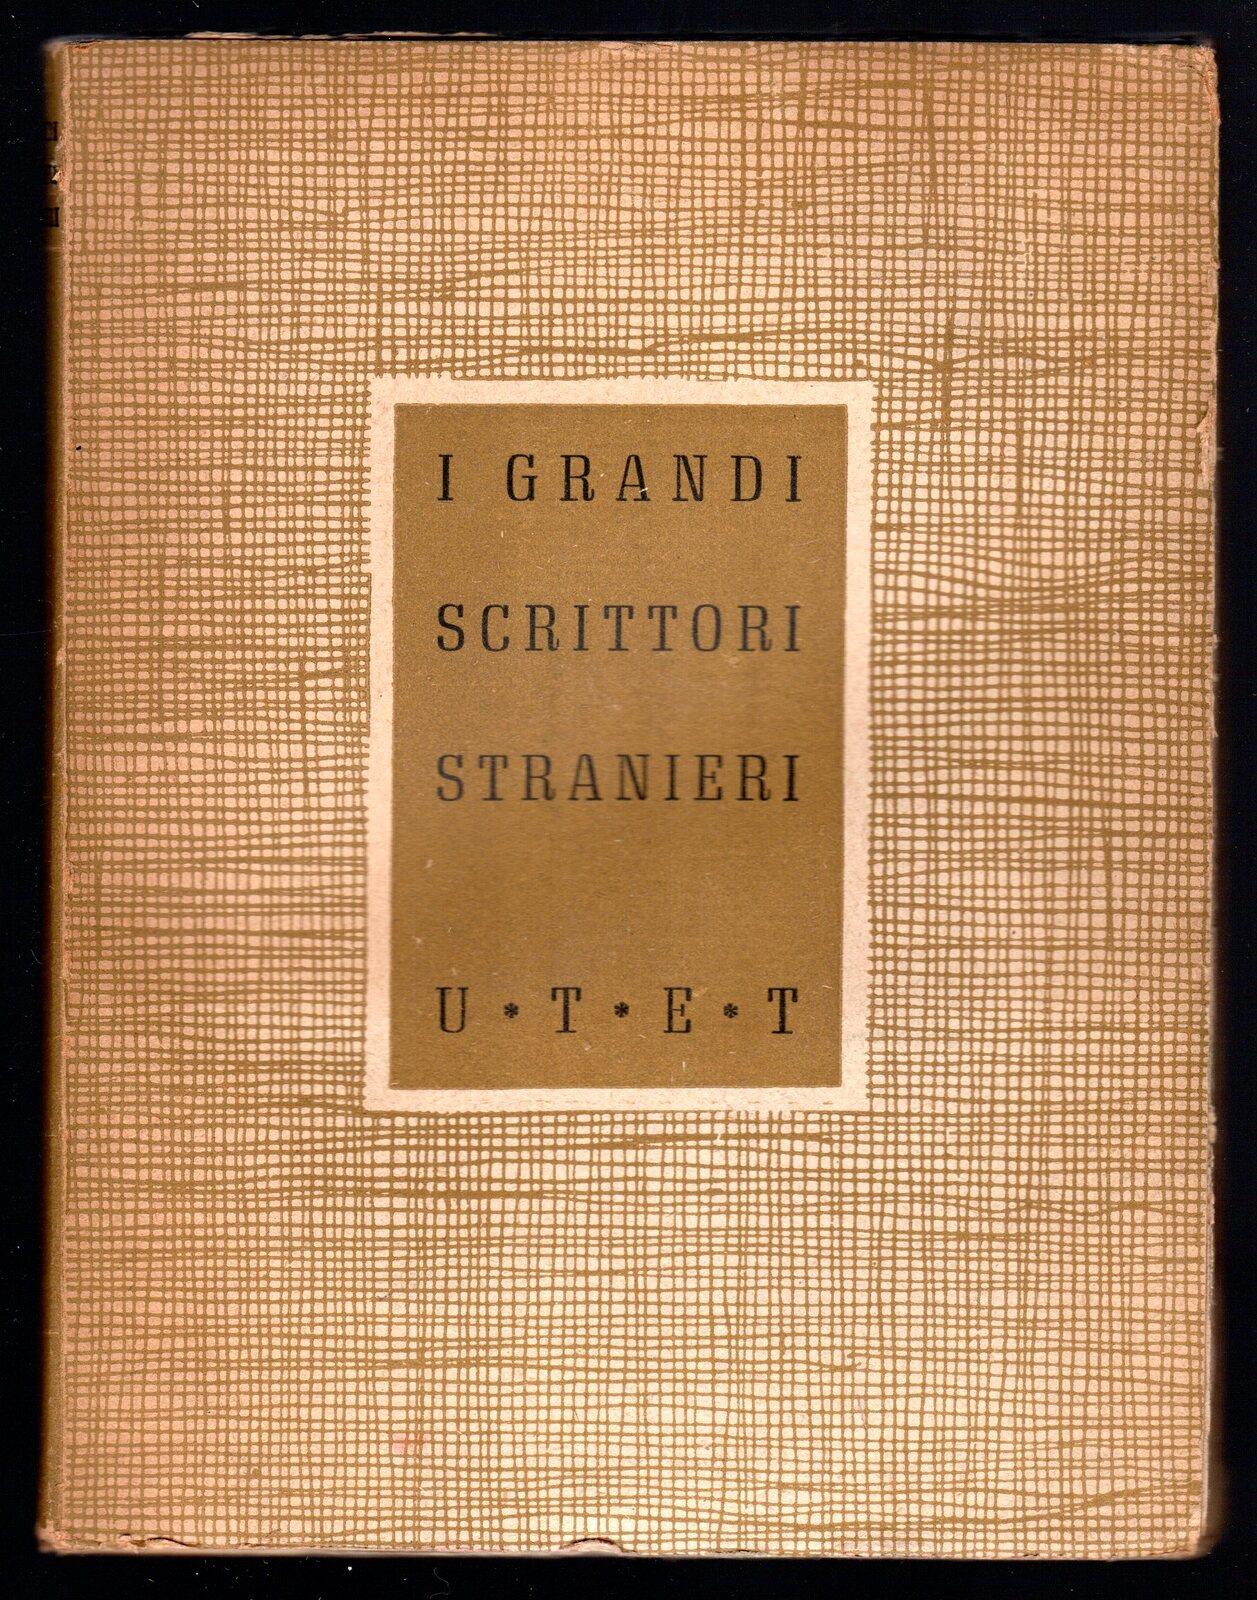 I GRANDI
SCRITTORI
STRANIERI
U * T * E * T